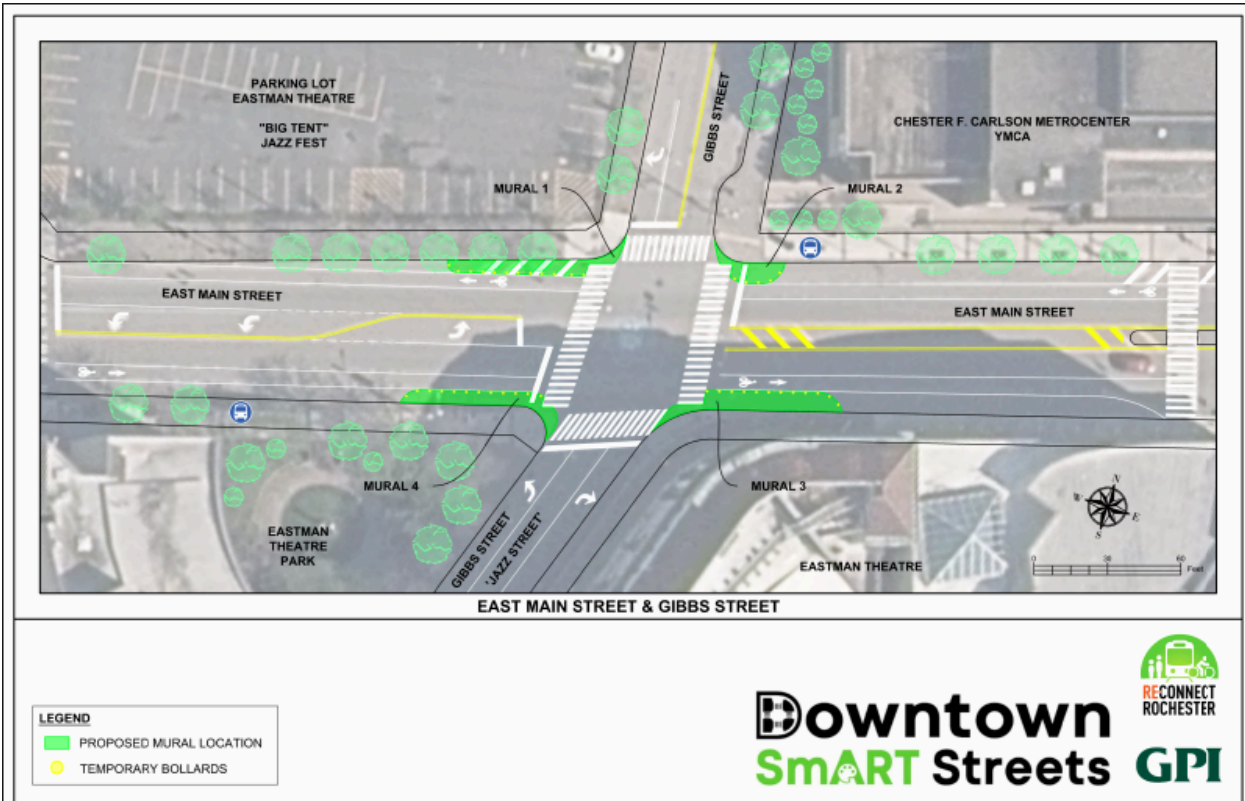 PARKING LOT
EASTMAN THEATRE
"BIG TENT"
JAZZ FEST
GIBBS STREET
CHESTER F. CARLSON METROCENTER
YMCA
MURAL 1
MURAL 2
EAST MAIN STREET
EAST MAIN STREET
MURAL 4
MURAL 3
EASTMAN
THEATRE
PARK
GIBBS STREET
'JAZZ STREET'
EASTMAN THEATRE
N
W
E
S
0 30 60
Feet
EAST MAIN STREET & GIBBS STREET
LEGEND
PROPOSED MURAL LOCATION
TEMPORARY BOLLARDS
Downtown
SmART Streets
RECONNECT
ROCHESTER
GPI